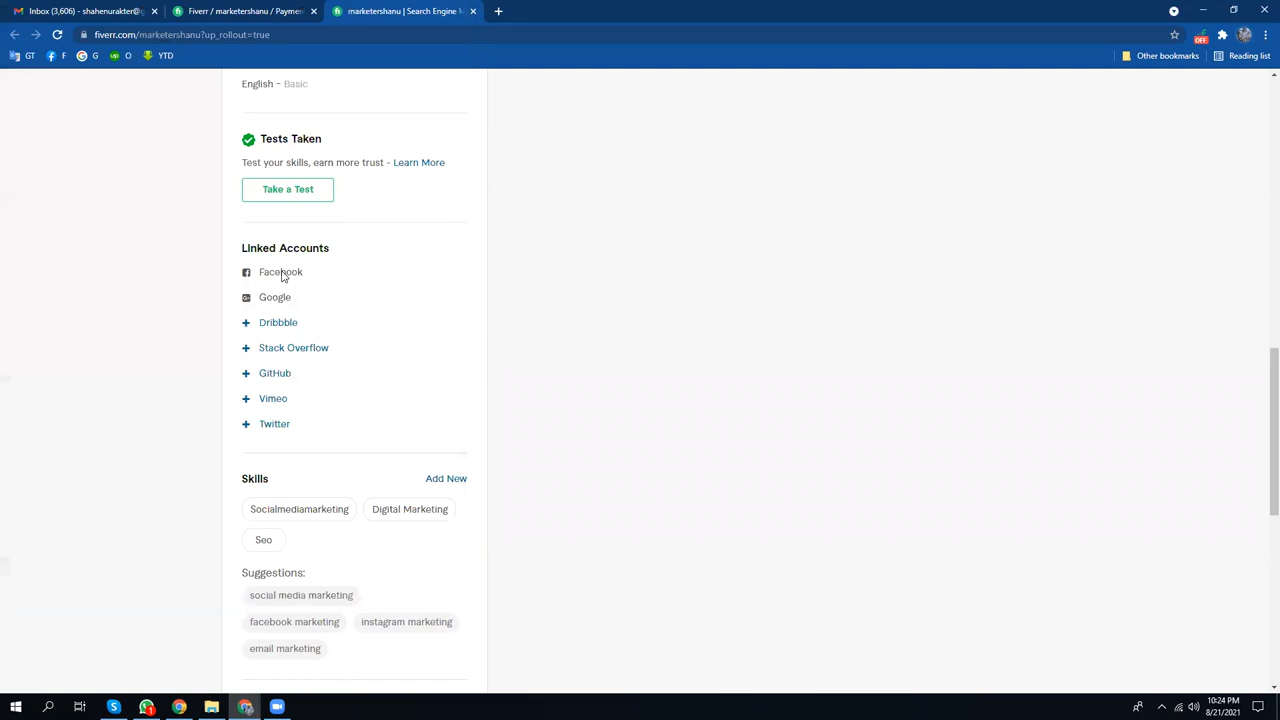 Inbox (3,606) - shahenurakter@g
Fiverr / marketershanu / Paymen
marketershanu | Search Engine M
fiverr.com/marketershanu?up_rollout=true
OFF
GT
F
G
up O
YTD
Other bookmarks
Reading list
English - Basic
Tests Taken
Test your skills, earn more trust - Learn More
Take a Test
Linked Accounts
Facebook
Google
Dribbble
Stack Overflow
GitHub
Vimeo
Twitter
Skills
Add New
Socialmediamarketing
Digital Marketing
Seo
Suggestions:
social media marketing
facebook marketing
instagram marketing
email marketing
10:24 PM
8/21/2021